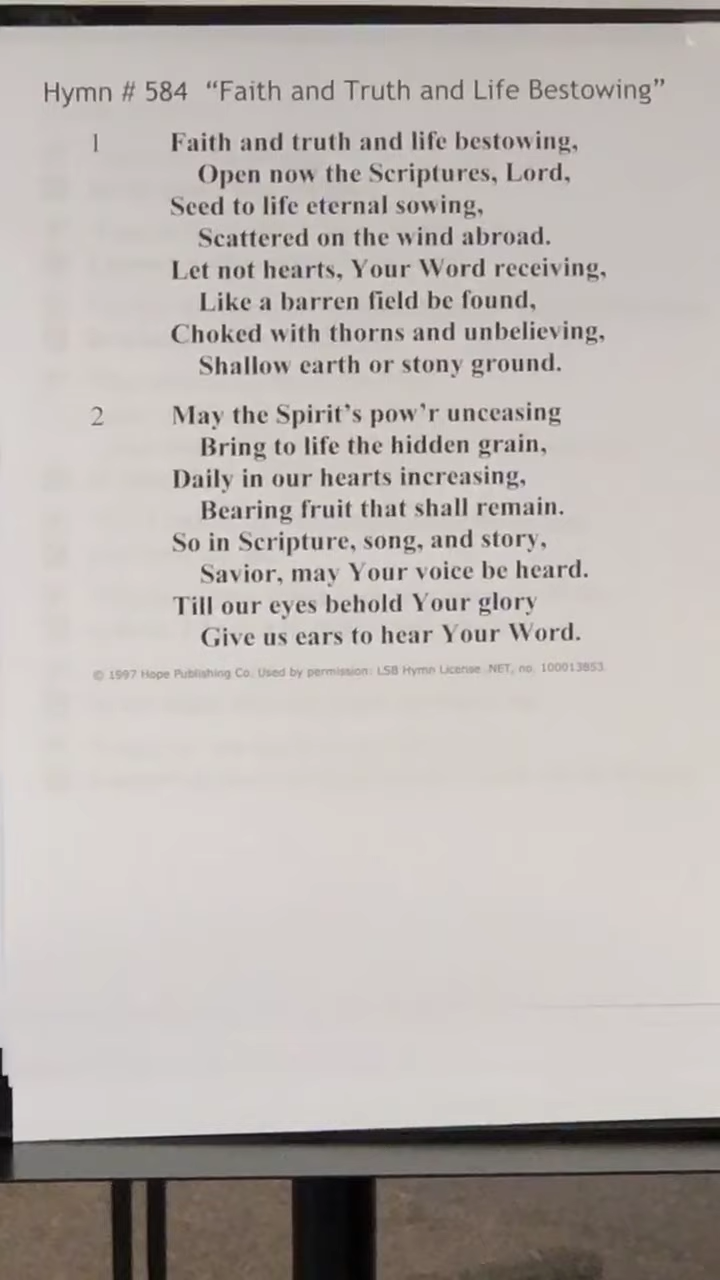 Hymn # 584 “Faith and Truth and Life Bestowing”
1 Faith and truth and life bestowing,
Open now the Scriptures, Lord,
Seed to life eternal sowing,
Scattered on the wind abroad.
Let not hearts, Your Word receiving,
Like a barren field be found,
Choked with thorns and unbelieving,
Shallow earth or stony ground.
2 May the Spirit’s pow’r unceasing
Bring to life the hidden grain,
Daily in our hearts increasing,
Bearing fruit that shall remain.
So in Scripture, song, and story,
Savior, may Your voice be heard.
Till our eyes behold Your glory
Give us ears to hear Your Word.
© 1997 Hope Publishing Co. Used by permission: LSB Hymn License .NET, no. 100013853.